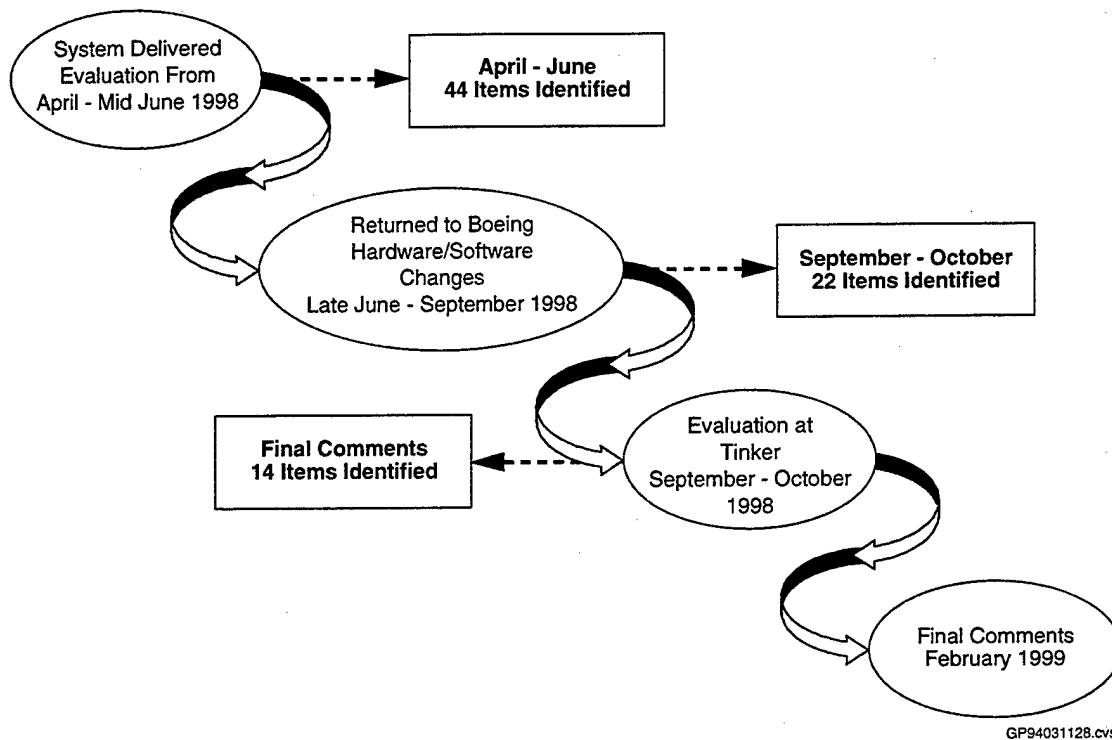 System Delivered
Evaluation From
April - Mid June 1998
April - June
44 Items Identified
Returned to Boeing
Hardware/Software
Changes
Late June - September 1998
September - October
22 Items Identified
Final Comments
14 Items Identified
Evaluation at
Tinker
September - October
1998
Final Comments
February 1999
GP94031128.cvs